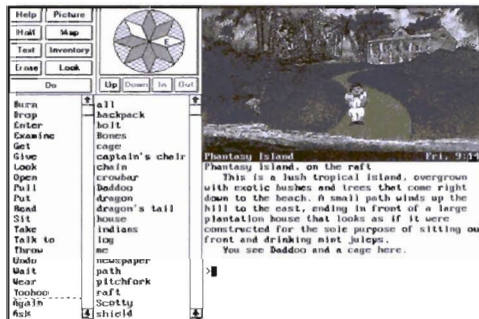 Help Picture
Half Map
Text Inventory
Erase Look
Do
E
Up Down In Out
Burn
Drop
Enter
Examine
Get
Give
Look
Open
Pull
Put
Read
Sit
Take
Talk to
Throw
Undo
Wait
Wear
Yoohoo
Again
Ask
all
backpack
bolt
Bones
cage
captain's chair
chain
crowbar
Daddoo
dragon
dragon's tail
house
indians
log
me
newspaper
path
pitchfork
raft
Scotty
shield
Phantasy Island Fri, 9:44
Phantasy Island, on the raft
This is a lush tropical island, overgrown
with exotic bushes and trees that come right
down to the beach. A small path winds up the
hill to the east, ending in front of a large
plantation house that looks as if it were
constructed for the sole purpose of sitting ou
front and drinking mint juleps.
You see Daddoo and a cage here.
>